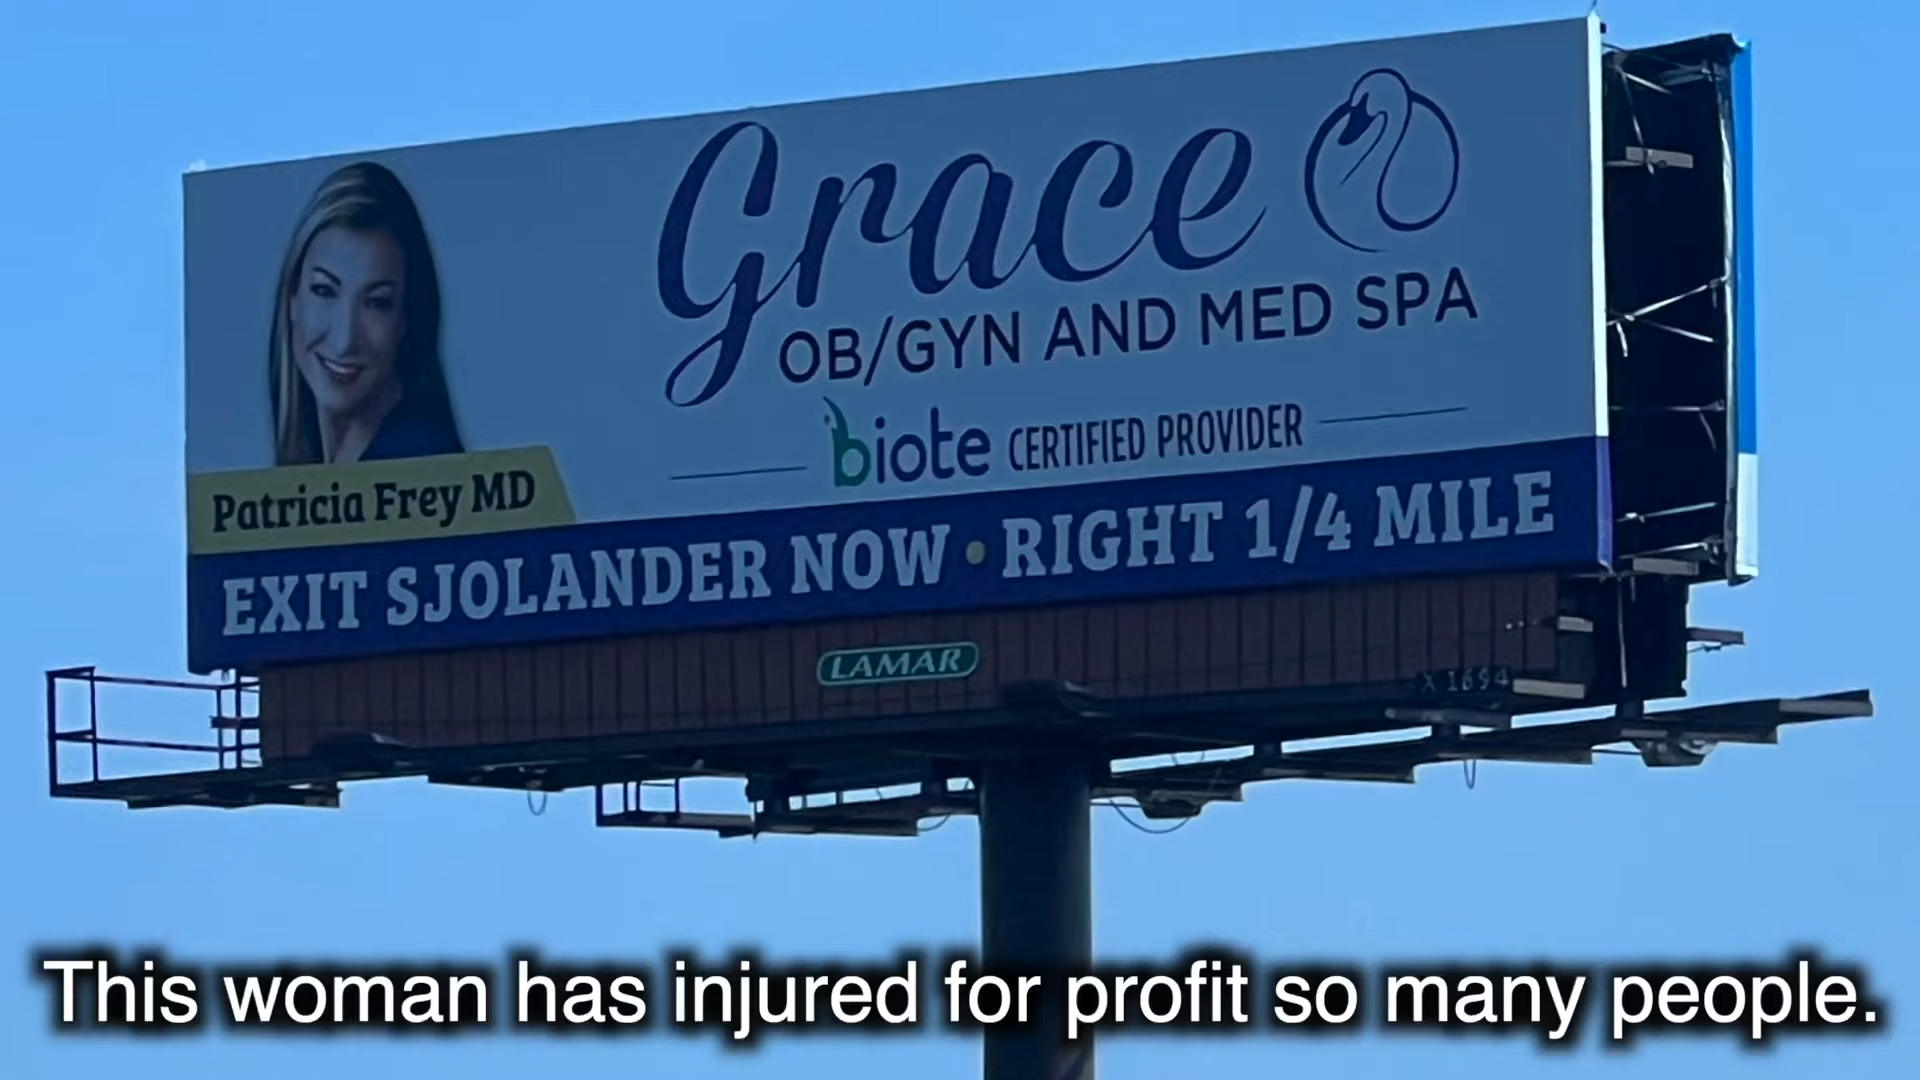 Grace
OB/GYN AND MED SPA
biote CERTIFIED PROVIDER
Patricia Frey MD
EXIT SJOLANDER NOW • RIGHT 1/4 MILE
LAMAR
X 1694
This woman has injured for profit so many people.